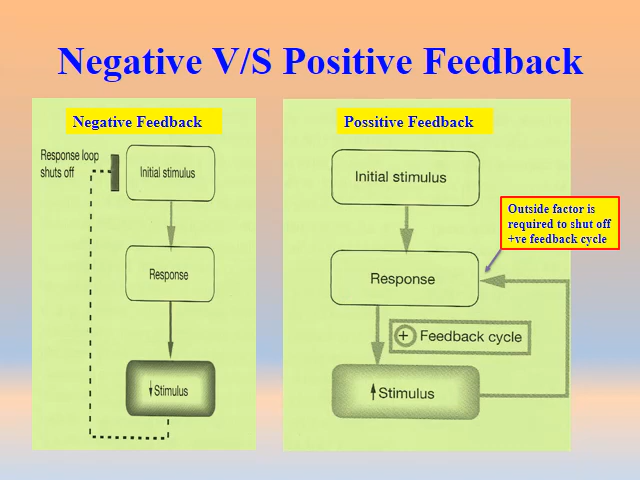 Negative V/S Positive Feedback
Negative Feedback
Response loop
shuts off
Initial stimulus
Response
↓Stimulus
Possitive Feedback
Initial stimulus
Outside factor is
required to shut off
+ve feedback cycle
Response
+ Feedback cycle
↑Stimulus